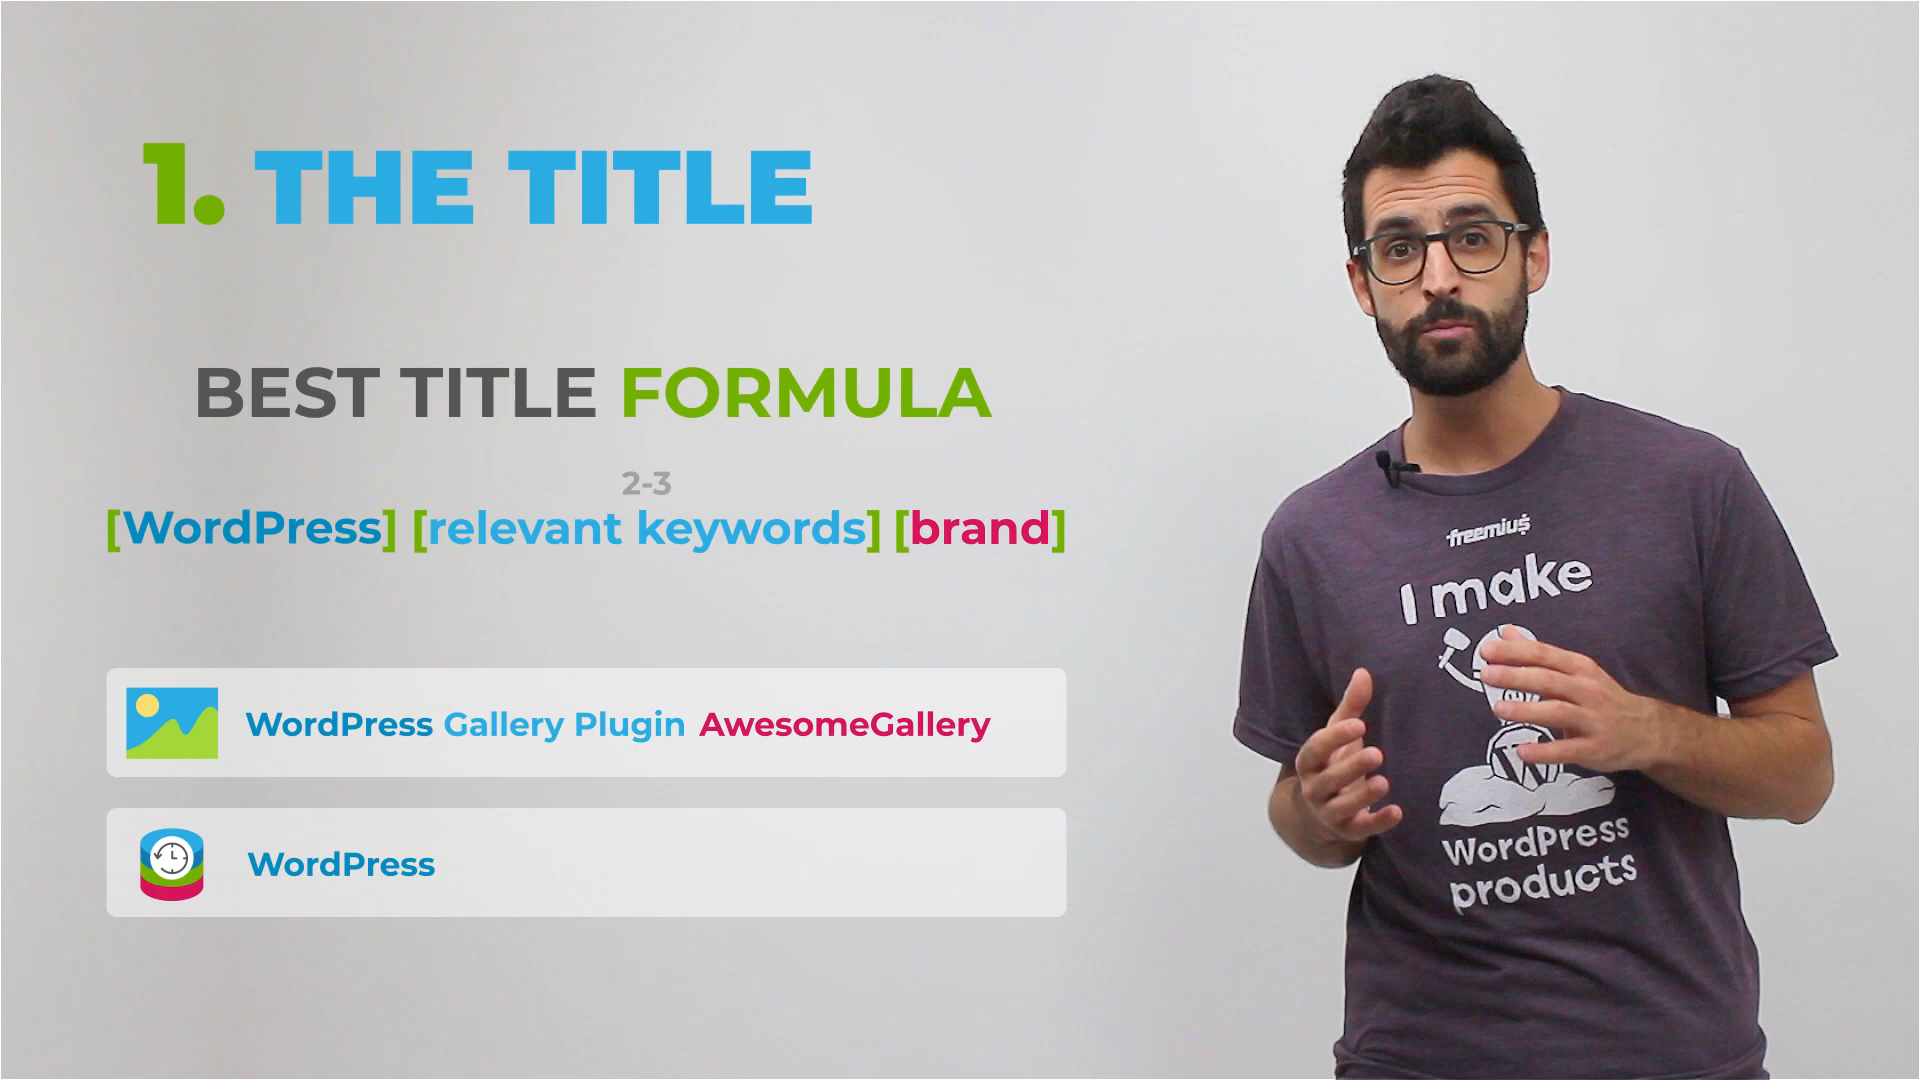 1. THE TITLE
BEST TITLE FORMULA
2-3
[WordPress] [relevant keywords] [brand]
WordPress Gallery Plugin AwesomeGallery
WordPress
freemius
I make
WordPress
products